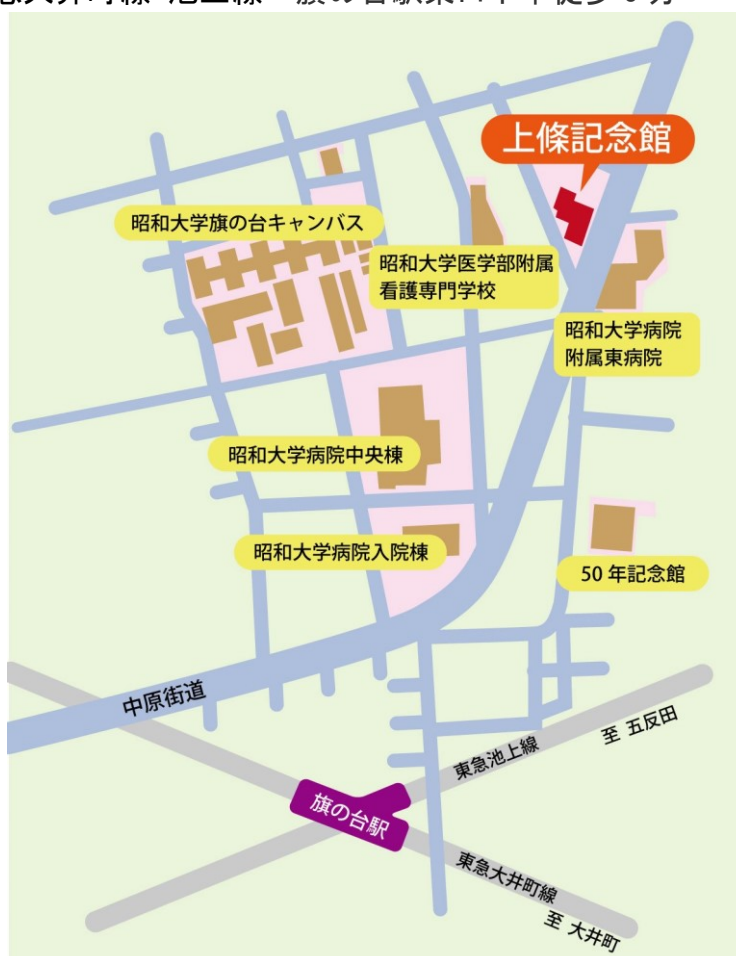 上條記念館
昭和大学旗の台キャンパス
昭和大学医学部附属
看護専門学校
昭和大学病院
附属東病院
昭和大学病院中央棟
昭和大学病院入院棟
50 年記念館
中原街道
東急池上線
至 五反田
旗の台駅
東急大井町線
至 大井町